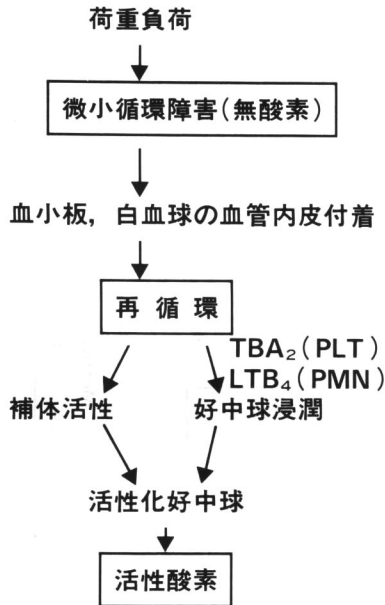 荷重負荷
微小循環障害(無酸素)
血小板，白血球の血管内皮付着
再循環
TBA₂(PLT)
LTB₄(PMN)
補体活性 好中球浸潤
活性化好中球
活性酸素